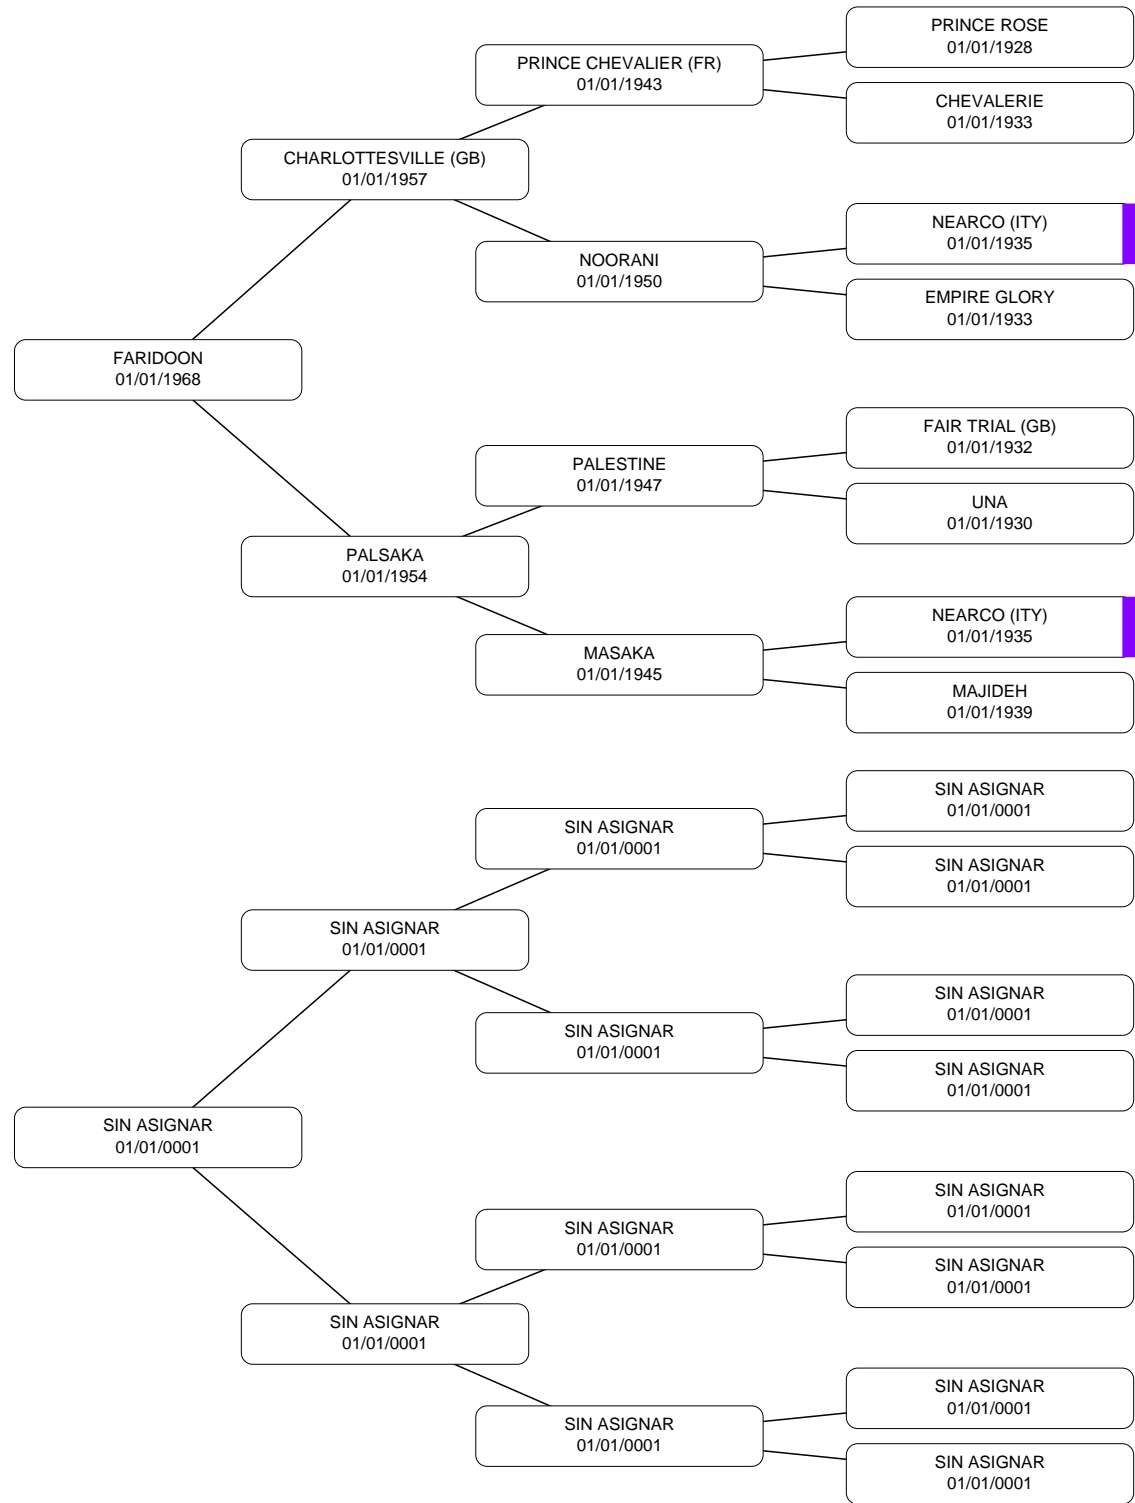 PRINCE ROSE
01/01/1928
PRINCE CHEVALIER (FR)
01/01/1943
CHEVALERIE
01/01/1933
CHARLOTTESVILLE (GB)
01/01/1957
NEARCO (ITY)
01/01/1935
NOORANI
01/01/1950
EMPIRE GLORY
01/01/1933
FARIDOON
01/01/1968
FAIR TRIAL (GB)
01/01/1932
PALESTINE
01/01/1947
UNA
01/01/1930
PALSAKA
01/01/1954
NEARCO (ITY)
01/01/1935
MASAKA
01/01/1945
MAJIDEH
01/01/1939
SIN ASIGNAR
01/01/0001
SIN ASIGNAR
01/01/0001
SIN ASIGNAR
01/01/0001
SIN ASIGNAR
01/01/0001
SIN ASIGNAR
01/01/0001
SIN ASIGNAR
01/01/0001
SIN ASIGNAR
01/01/0001
SIN ASIGNAR
01/01/0001
SIN ASIGNAR
01/01/0001
SIN ASIGNAR
01/01/0001
SIN ASIGNAR
01/01/0001
SIN ASIGNAR
01/01/0001
SIN ASIGNAR
01/01/0001
SIN ASIGNAR
01/01/0001
SIN ASIGNAR
01/01/0001